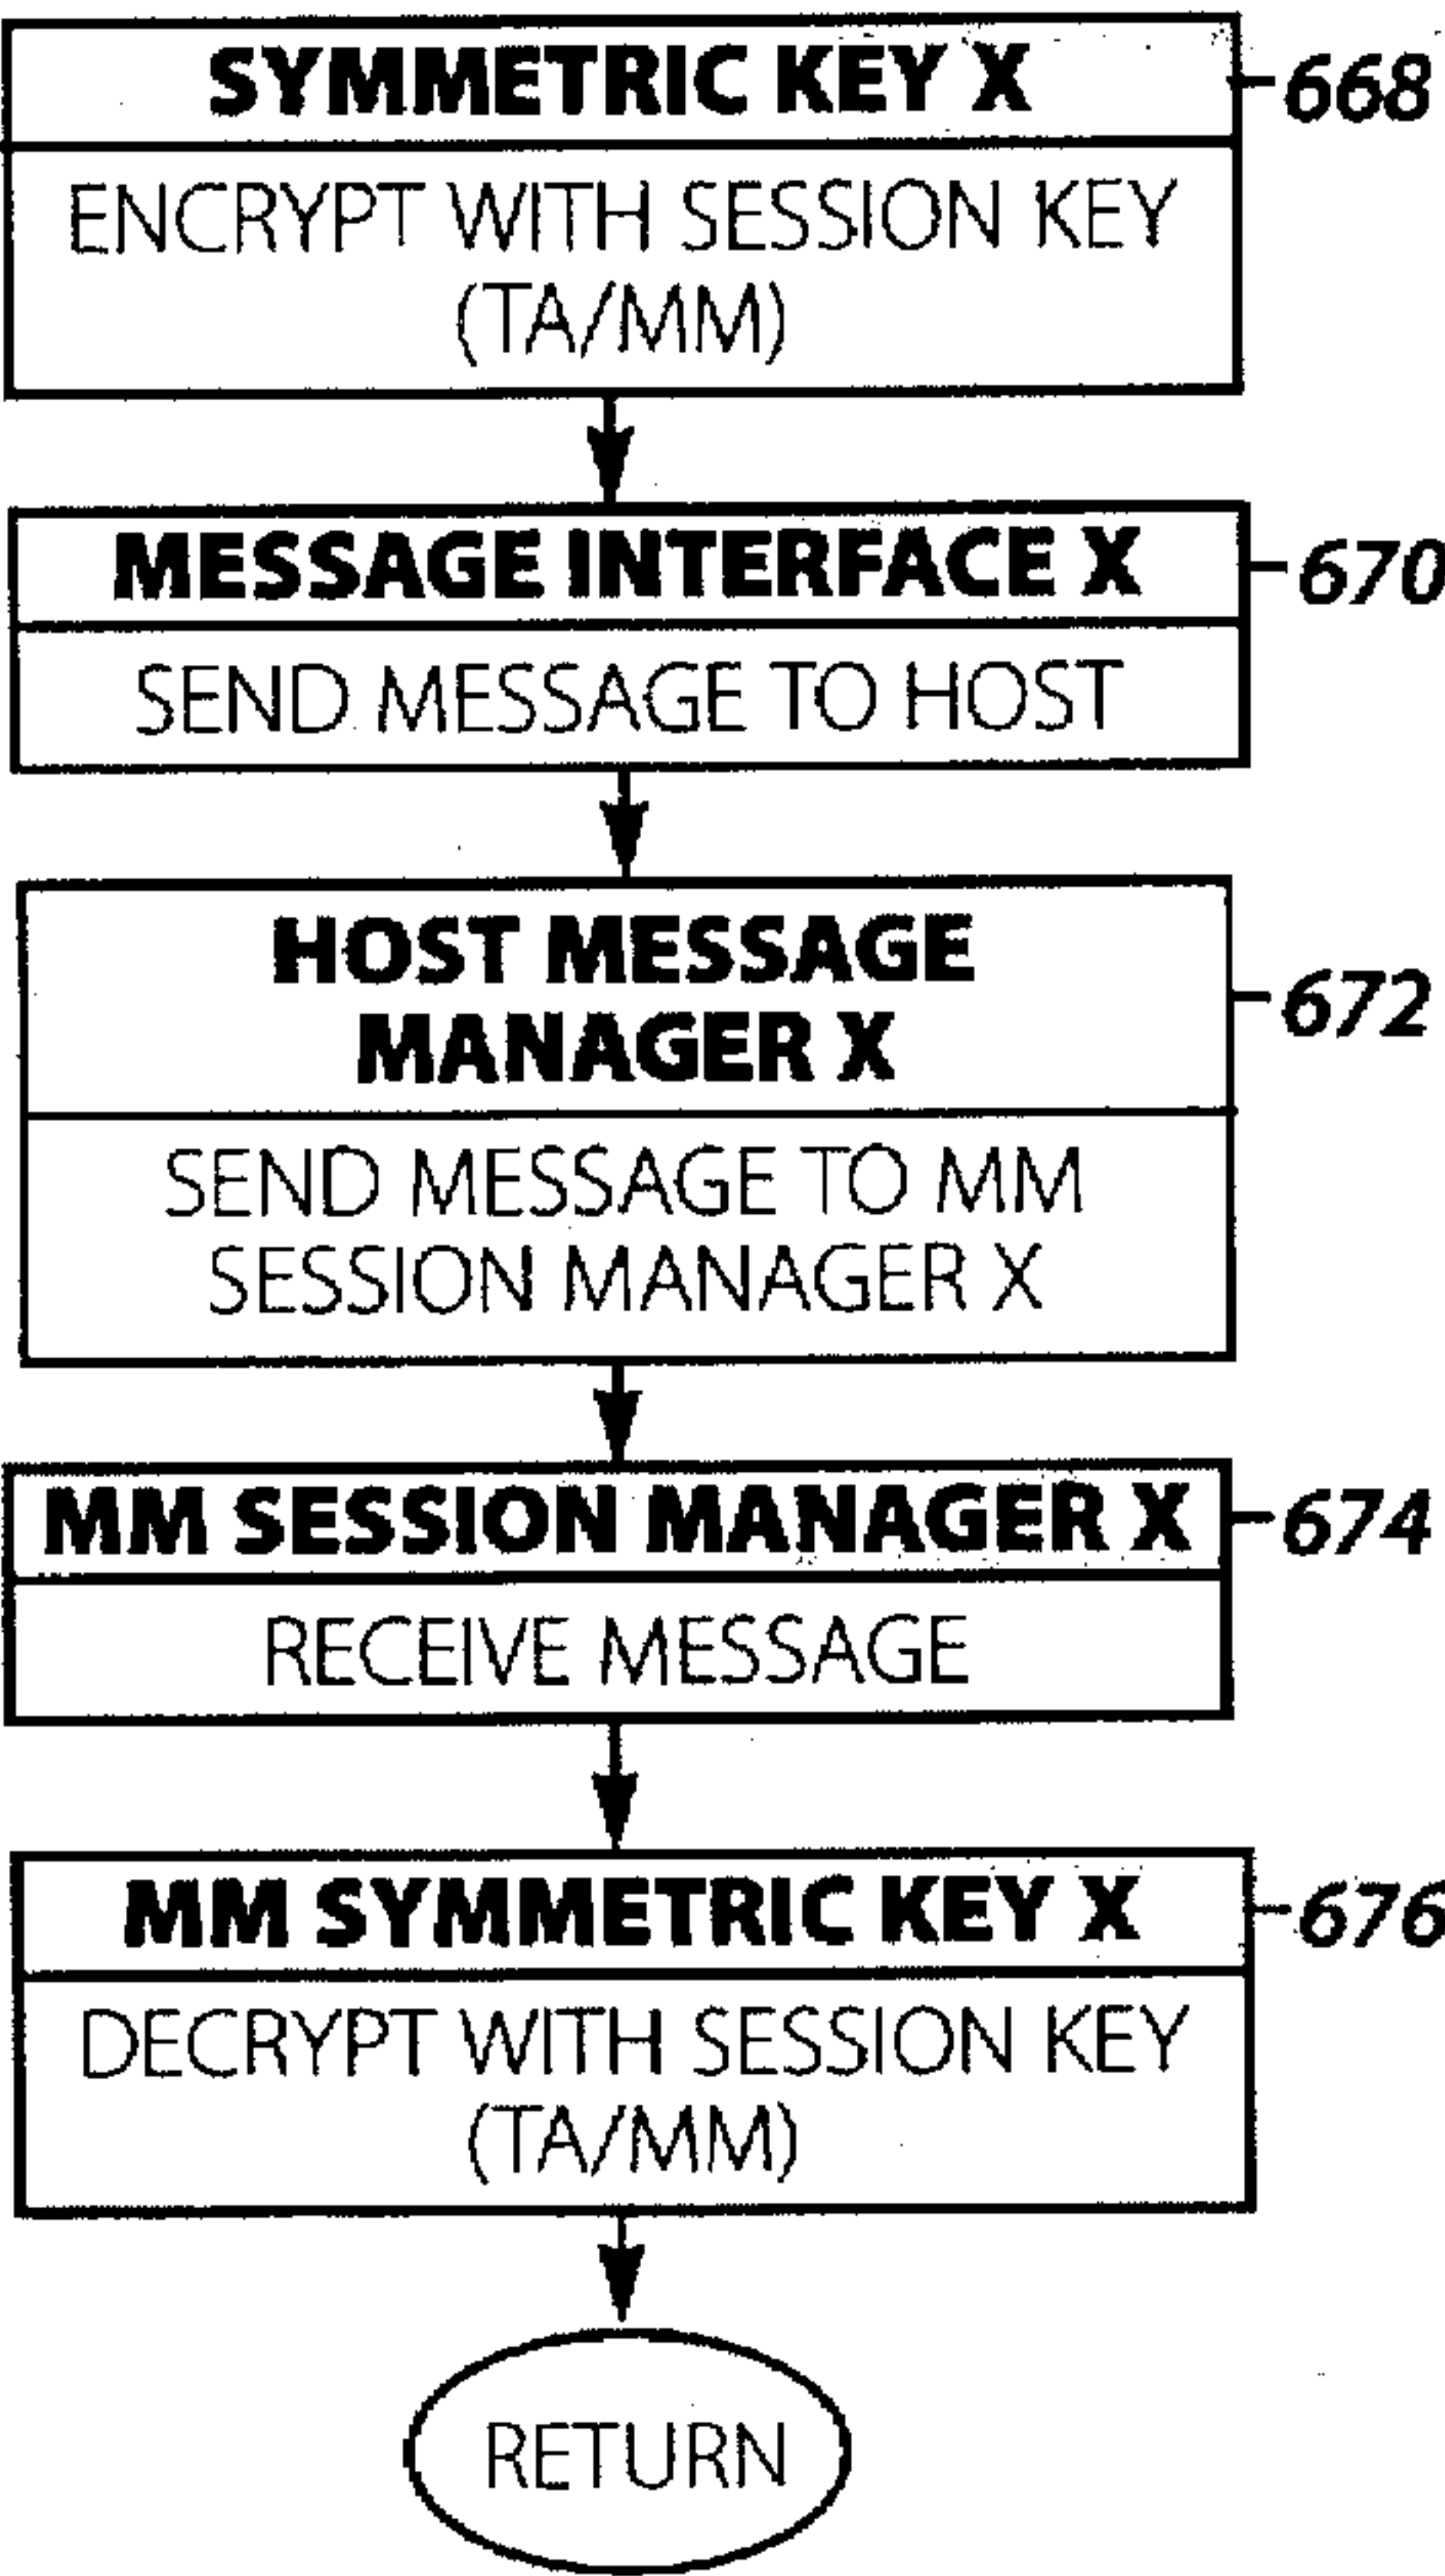 SYMMETRIC KEY X
668
ENCRYPT WITH SESSION KEY
(TA/MM)
MESSAGE INTERFACE X
670
SEND MESSAGE TO HOST
HOST MESSAGE
MANAGER X
672
SEND MESSAGE TO MM
SESSION MANAGER X
MM SESSION MANAGER X
674
RECEIVE MESSAGE
MM SYMMETRIC KEY X
676
DECRYPT WITH SESSION KEY
(TA/MM)
RETURN